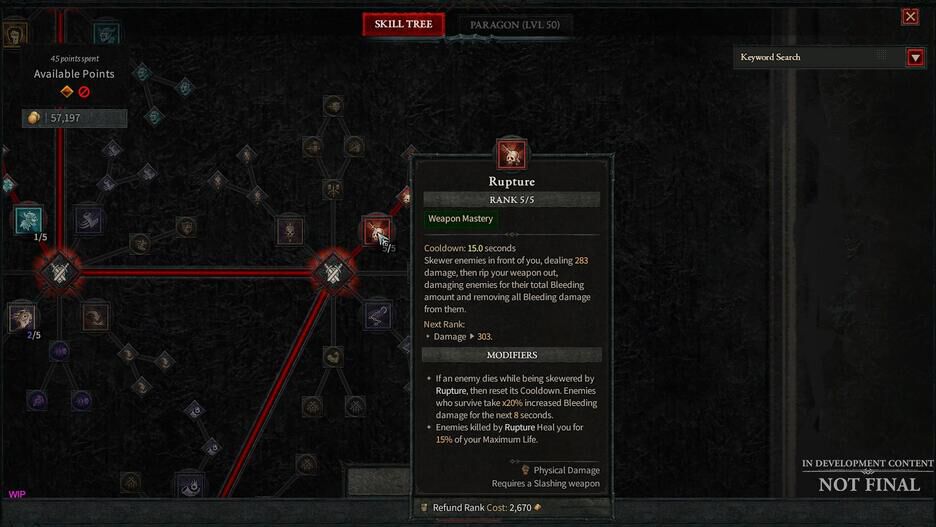 SKILL TREE
PARAGON (LVL 50)
45 points spent
Available Points
57,197
Keyword Search
1/5
2/5
5/5
Rupture
RANK 5/5
Weapon Mastery
Cooldown: 15.0 seconds
Skewer enemies in front of you, dealing 283
damage, then rip your weapon out,
damaging enemies for their total Bleeding
amount and removing all Bleeding damage
from them.
Next Rank:
Damage ▶ 303.
MODIFIERS
If an enemy dies while being skewered by
Rupture, then reset its Cooldown. Enemies
who survive take x20% increased Bleeding
damage for the next 8 seconds.
Enemies killed by Rupture Heal you for
15% of your Maximum Life.
Physical Damage
Requires a Slashing weapon
Refund Rank Cost: 2,670
WIP
IN DEVELOPMENT CONTENT
NOT FINAL